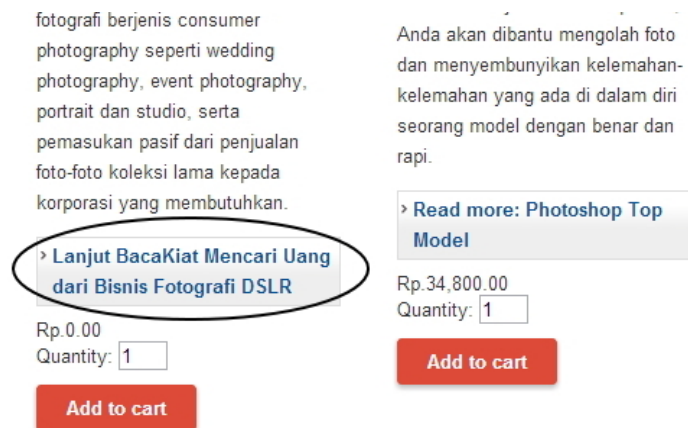 fotografi berjenis consumer
photography seperti wedding
photography, event photography,
portrait dan studio, serta
pemasukan pasif dari penjualan
foto-foto koleksi lama kepada
korporasi yang membutuhkan.
› Lanjut BacaKiat Mencari Uang
dari Bisnis Fotografi DSLR
Rp.0.00
Quantity: 1
Add to cart
Anda akan dibantu mengolah foto
dan menyembunyikan kelemahan-
kelemahan yang ada di dalam diri
seorang model dengan benar dan
rapi.
› Read more: Photoshop Top
Model
Rp.34,800.00
Quantity: 1
Add to cart